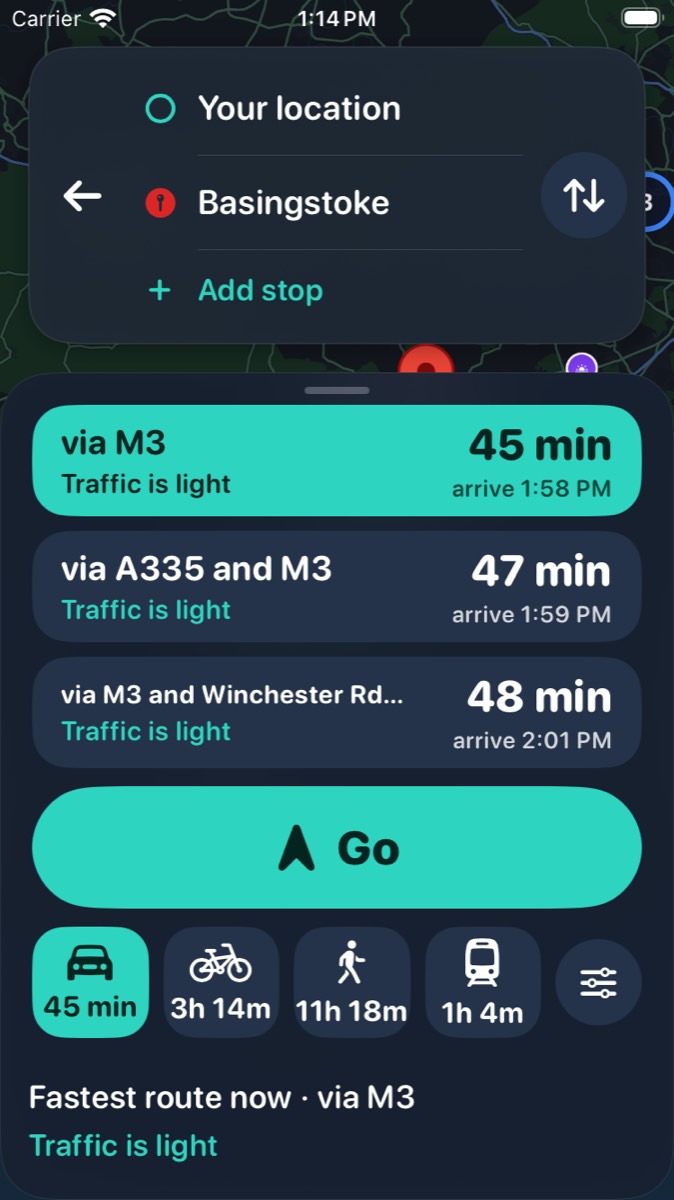 Carrier 1:14 PM
Your location
Basingstoke
3
+ Add stop
via M3 45 min
Traffic is light arrive 1:58 PM
via A335 and M3 47 min
Traffic is light arrive 1:59 PM
via M3 and Winchester Rd... 48 min
Traffic is light arrive 2:01 PM
Go
45 min 3h 14m 11h 18m 1h 4m
Fastest route now · via M3
Traffic is light